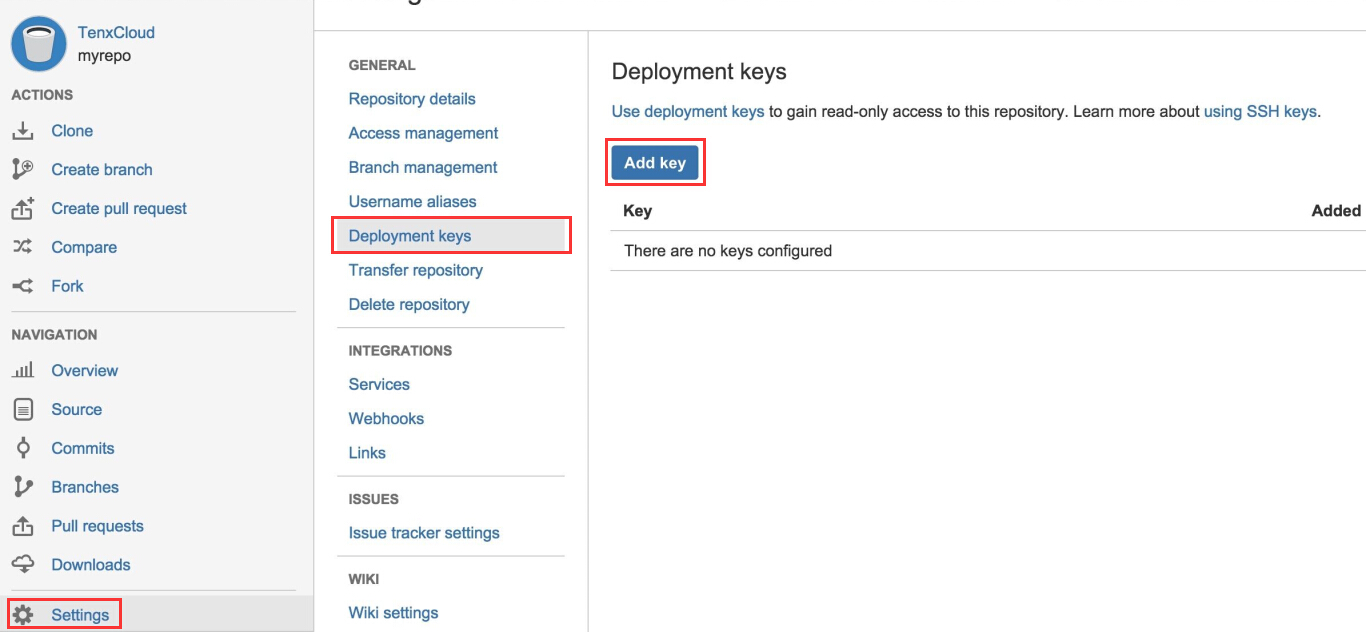 TenxCloud
myrepo
ACTIONS
Clone
Create branch
Create pull request
Compare
Fork
NAVIGATION
Overview
Source
Commits
Branches
Pull requests
Downloads
Settings
GENERAL
Repository details
Access management
Branch management
Username aliases
Deployment keys
Transfer repository
Delete repository
INTEGRATIONS
Services
Webhooks
Links
ISSUES
Issue tracker settings
WIKI
Wiki settings
Deployment keys
Use deployment keys to gain read-only access to this repository. Learn more about using SSH keys.
Add key
Key Added
There are no keys configured